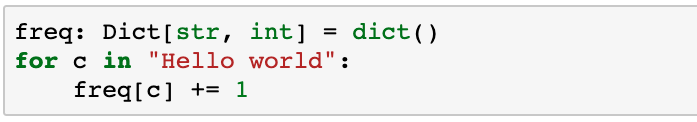 freq: Dict[str, int] = dict()
for c in "Hello world":
    freq[c] += 1